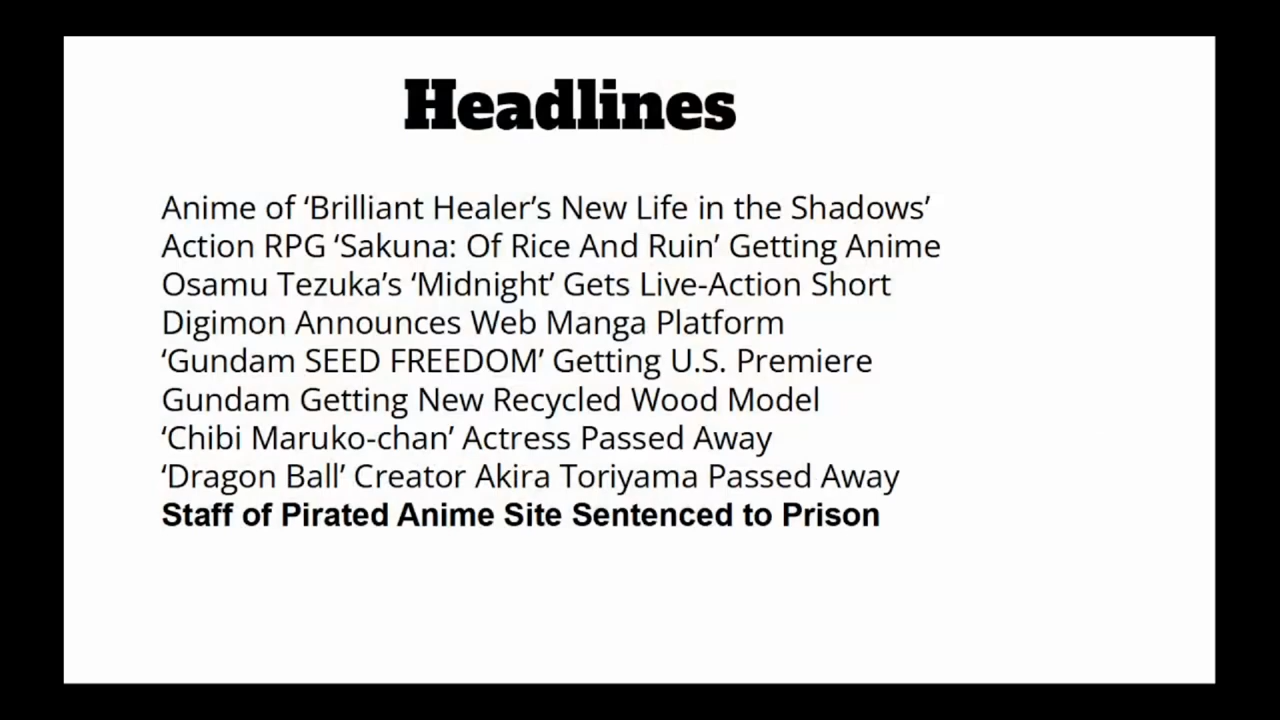 Headlines
Anime of ‘Brilliant Healer’s New Life in the Shadows’
Action RPG ‘Sakuna: Of Rice And Ruin’ Getting Anime
Osamu Tezuka’s ‘Midnight’ Gets Live-Action Short
Digimon Announces Web Manga Platform
‘Gundam SEED FREEDOM’ Getting U.S. Premiere
Gundam Getting New Recycled Wood Model
‘Chibi Maruko-chan’ Actress Passed Away
‘Dragon Ball’ Creator Akira Toriyama Passed Away
Staff of Pirated Anime Site Sentenced to Prison